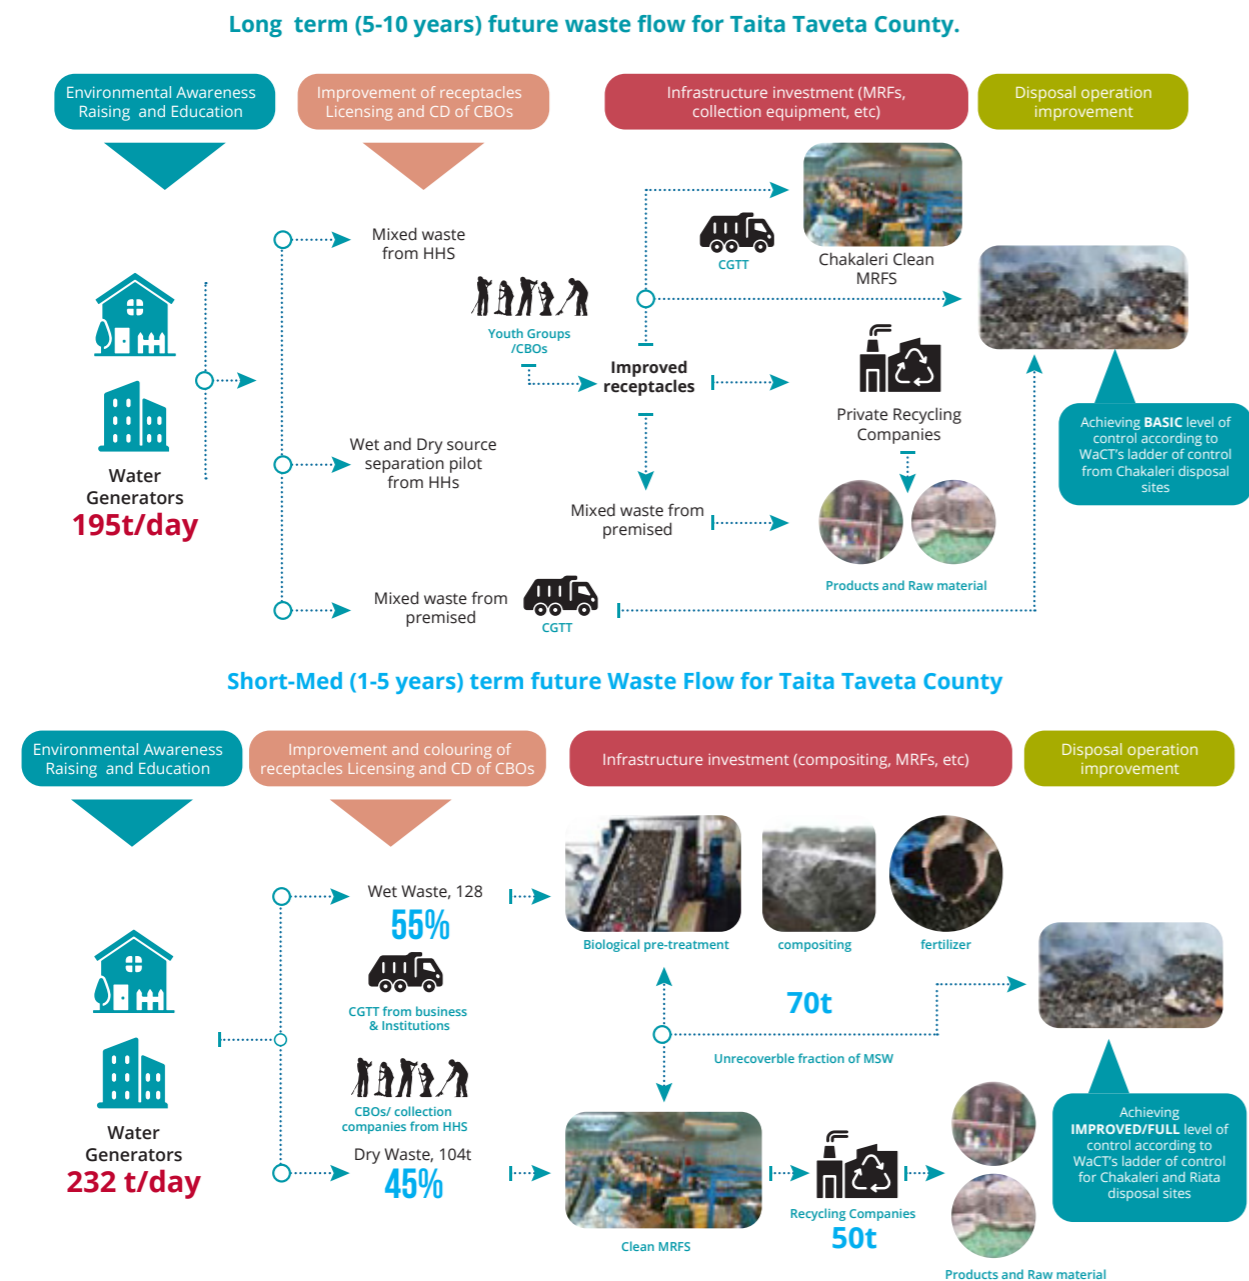 Long term (5-10 years) future waste flow for Taita Taveta County.
Environmental Awareness
Raising and Education
Improvement of receptacles
Licensing and CD of CBOs
Infrastructure investment (MRFs,
collection equipment, etc)
Disposal operation
improvement
Mixed waste
from HHS
CGTT
Chakaleri Clean
MRFS
Youth Groups
/CBOs
Improved
receptacles
Private Recycling
Companies
Achieving BASIC level of
control according to
WaCT's ladder of control
from Chakaleri disposal
sites
Water
Generators
195t/day
Wet and Dry source
separation pilot
from HHs
Mixed waste from
premised
Products and Raw material
Mixed waste from
premised
CGTT
Short-Med (1-5 years) term future Waste Flow for Taita Taveta County
Environmental Awareness
Raising and Education
Improvement and colouring of
receptacles Licensing and CD of CBOs
Infrastructure investment (compositing, MRFs, etc)
Disposal operation
improvement
Wet Waste, 128
55%
Biological pre-treatment
compositing
fertilizer
CGTT from business
& Institutions
70t
Unrecoverble fraction of MSW
CBOs/ collection
companies from HHS
Water
Generators
232 t/day
Dry Waste, 104t
45%
Clean MRFS
Recycling Companies
50t
Achieving
IMPROVED/FULL level of
control according to
WaCT's ladder of control
for Chakaleri and Riata
disposal sites
Products and Raw material